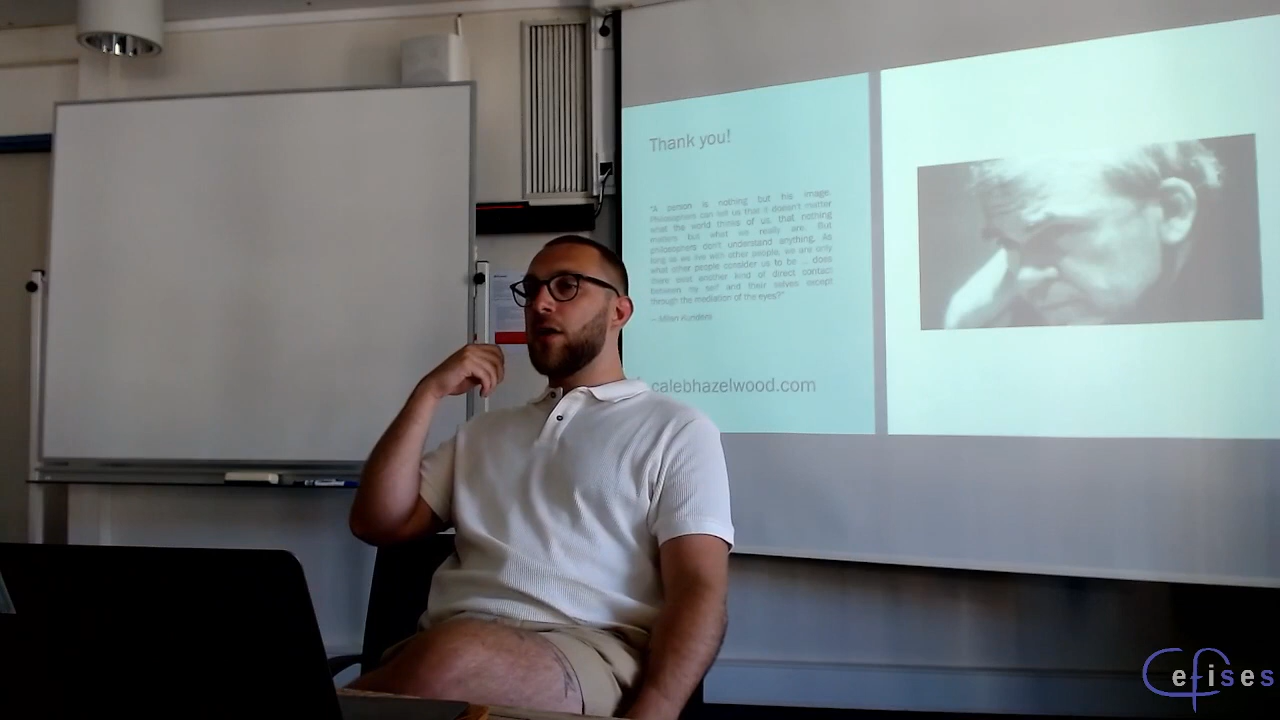 Thank you!
"A person is nothing but his image.
Philosophers can tell us that it doesn't matter
what the world thinks of us, that nothing
matters but what we really are. But
philosophers don't understand anything. As
long as we live with other people, we are only
what other people consider us to be ... does
there exist another kind of direct contact
between my self and their selves except
through the mediation of the eyes?"
— Milan Kundera
calebhazelwood.com
efises